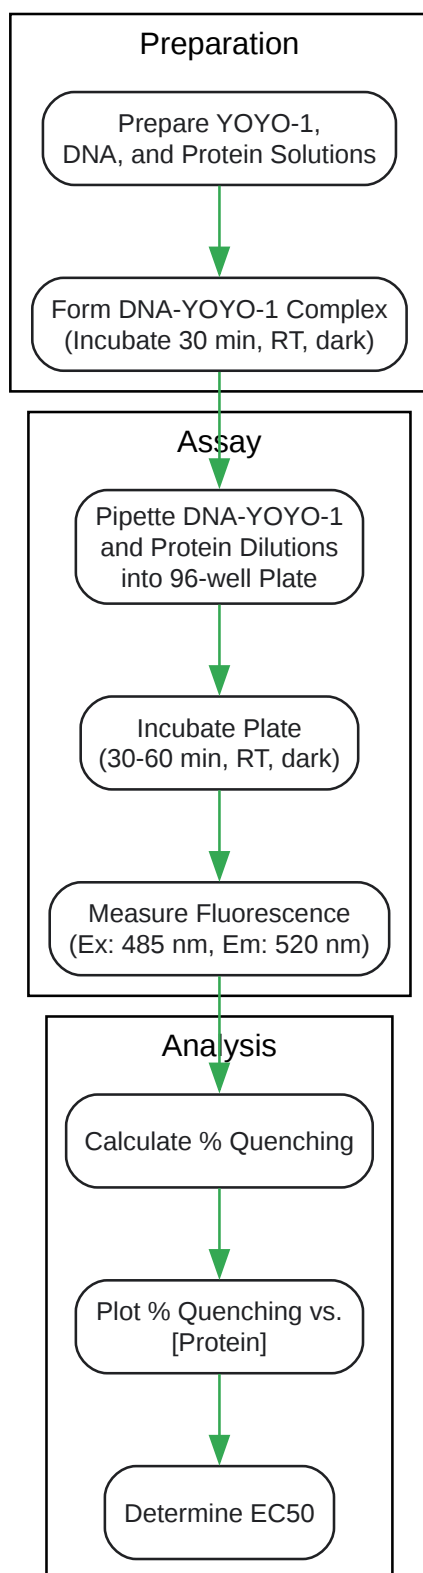 Preparation
Prepare YOYO-1,
DNA, and Protein Solutions
Form DNA-YOYO-1 Complex
(Incubate 30 min, RT, dark)
Assay
Pipette DNA-YOYO-1
and Protein Dilutions
into 96-well Plate
Incubate Plate
(30-60 min, RT, dark)
Measure Fluorescence
(Ex: 485 nm, Em: 520 nm)
Analysis
Calculate % Quenching
Plot % Quenching vs.
[Protein]
Determine EC50